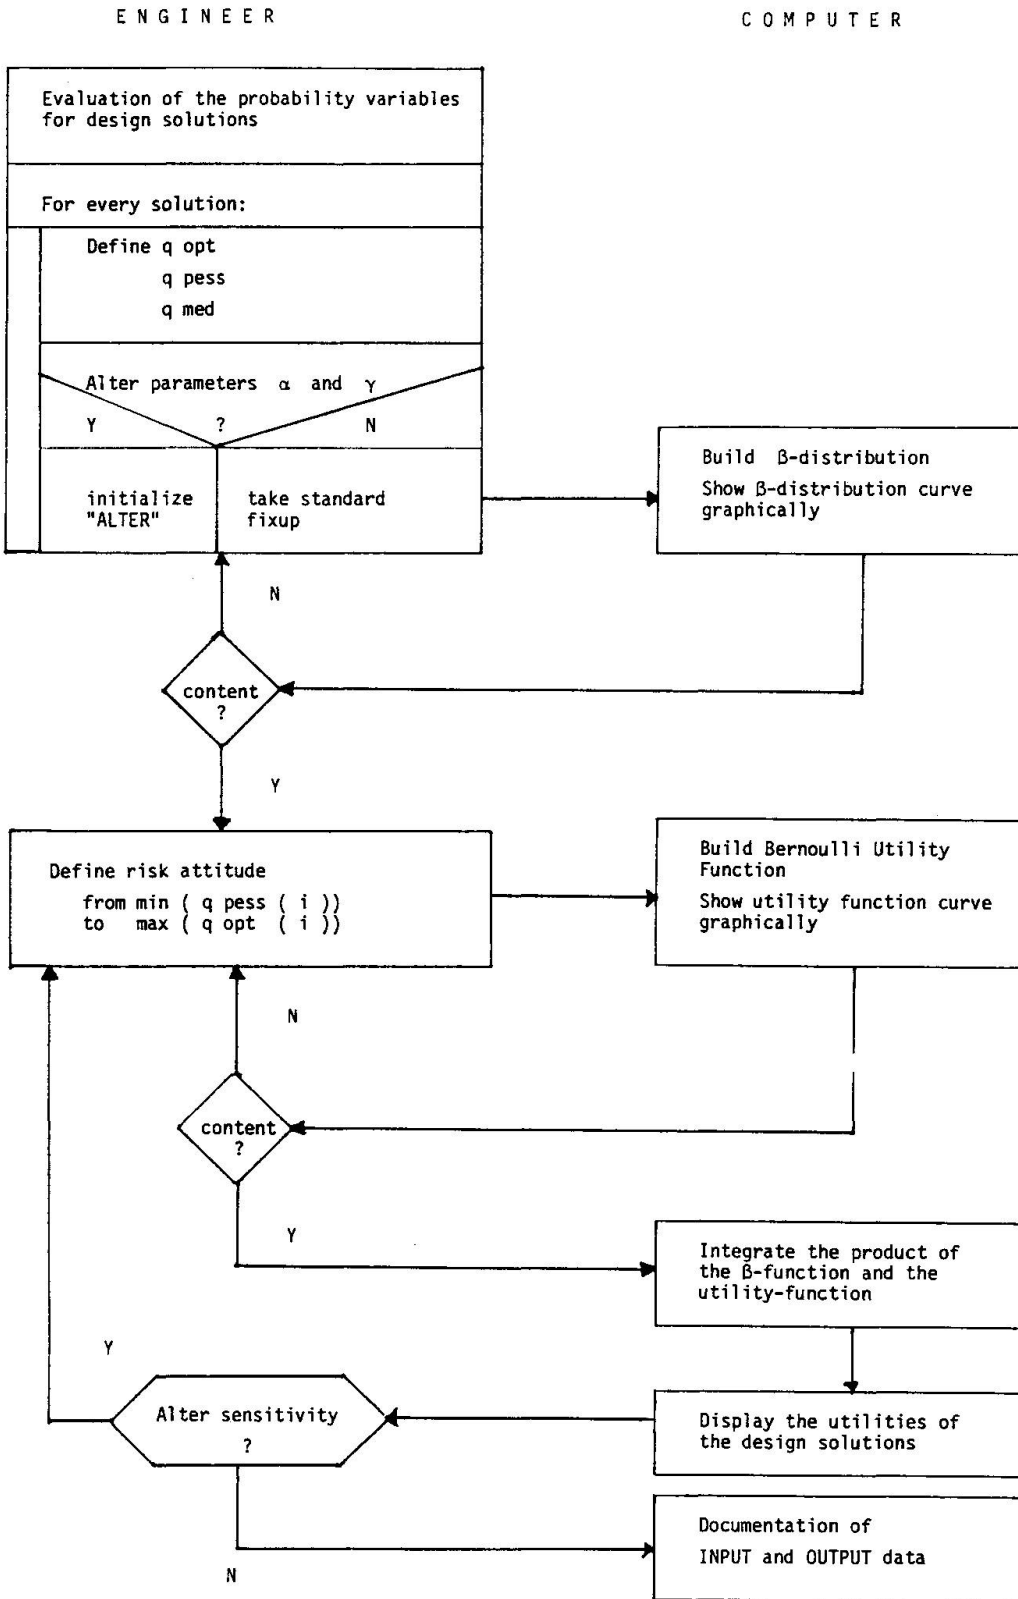 E N G I N E E R
C O M P U T E R
Evaluation of the probability variables
for design solutions
For every solution:
Define q opt
q pess
q med
Alter parameters α and γ
Y ? N
initialize
"ALTER"
take standard
fixup
Build β-distribution
Show β-distribution curve
graphically
N
content
?
Y
Define risk attitude
from min ( q pess ( i ))
to max ( q opt ( i ))
Build Bernoulli Utility
Function
Show utility function curve
graphically
N
content
?
Y
Integrate the product of
the β-function and the
utility-function
Y
Alter sensitivity
?
Display the utilities of
the design solutions
N
Documentation of
INPUT and OUTPUT data